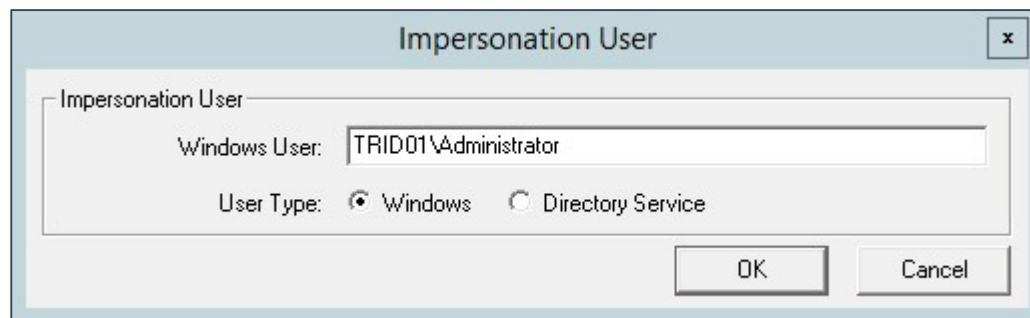 Impersonation User
x
Impersonation User
Windows User: TRID01\Administrator
User Type: Windows Directory Service
OK Cancel